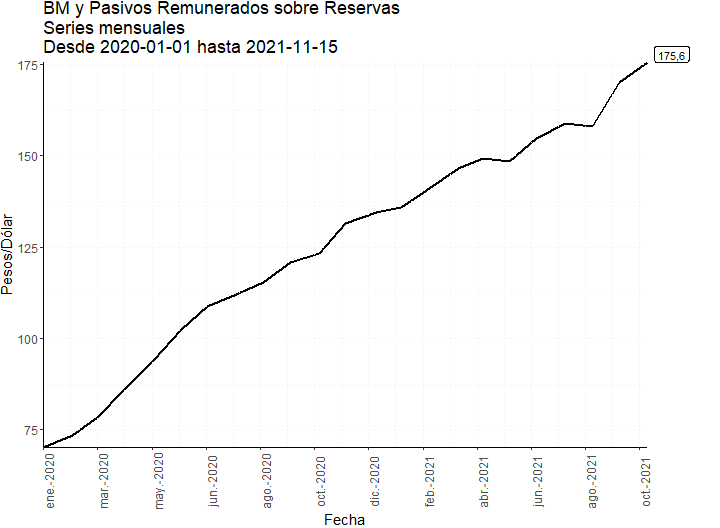 BM y Pasivos Remunerados sobre Reservas
Series mensuales
Desde 2020-01-01 hasta 2021-11-15
175,6
175
150
125
100
75
Pesos/Dólar
ene.-2020
mar.-2020
may.-2020
jun.-2020
ago.-2020
oct.-2020
dic.-2020
feb.-2021
abr.-2021
jun.-2021
ago.-2021
oct.-2021
Fecha